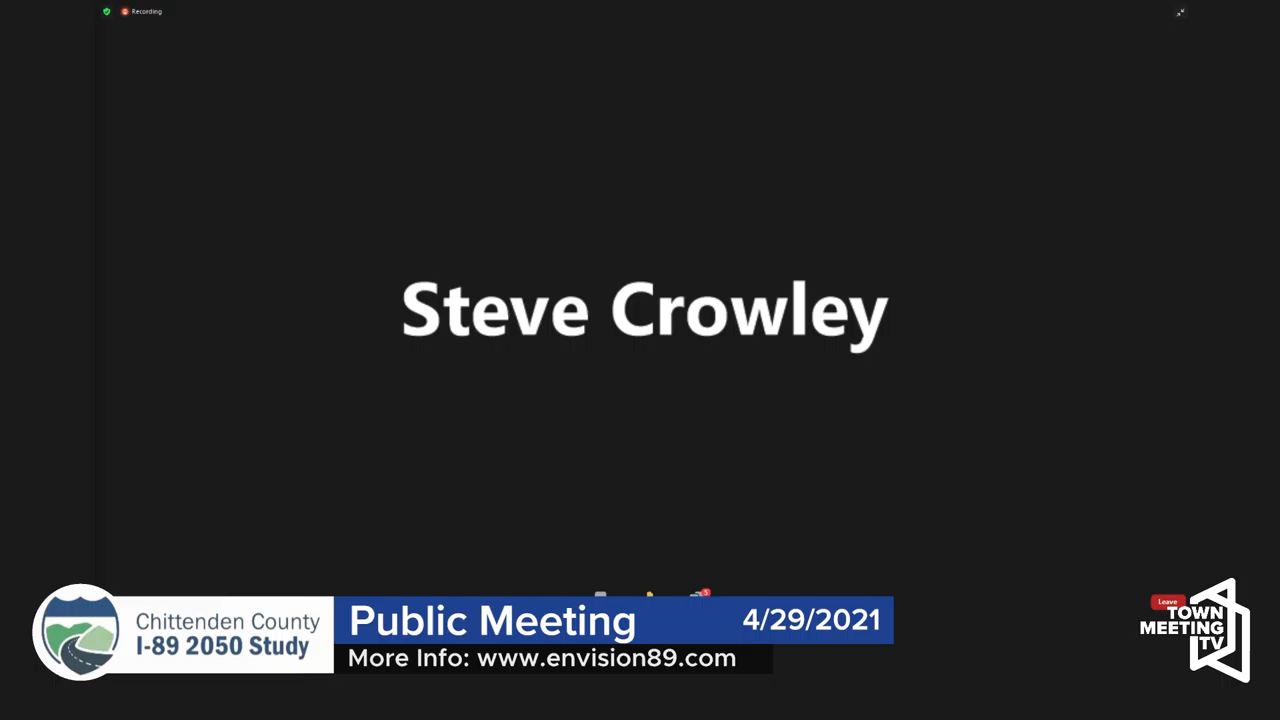 Recording
Steve Crowley
5
Leave
Chittenden County
I-89 2050 Study
Public Meeting
4/29/2021
More Info: www.envision89.com
TOWN
MEETING
TV